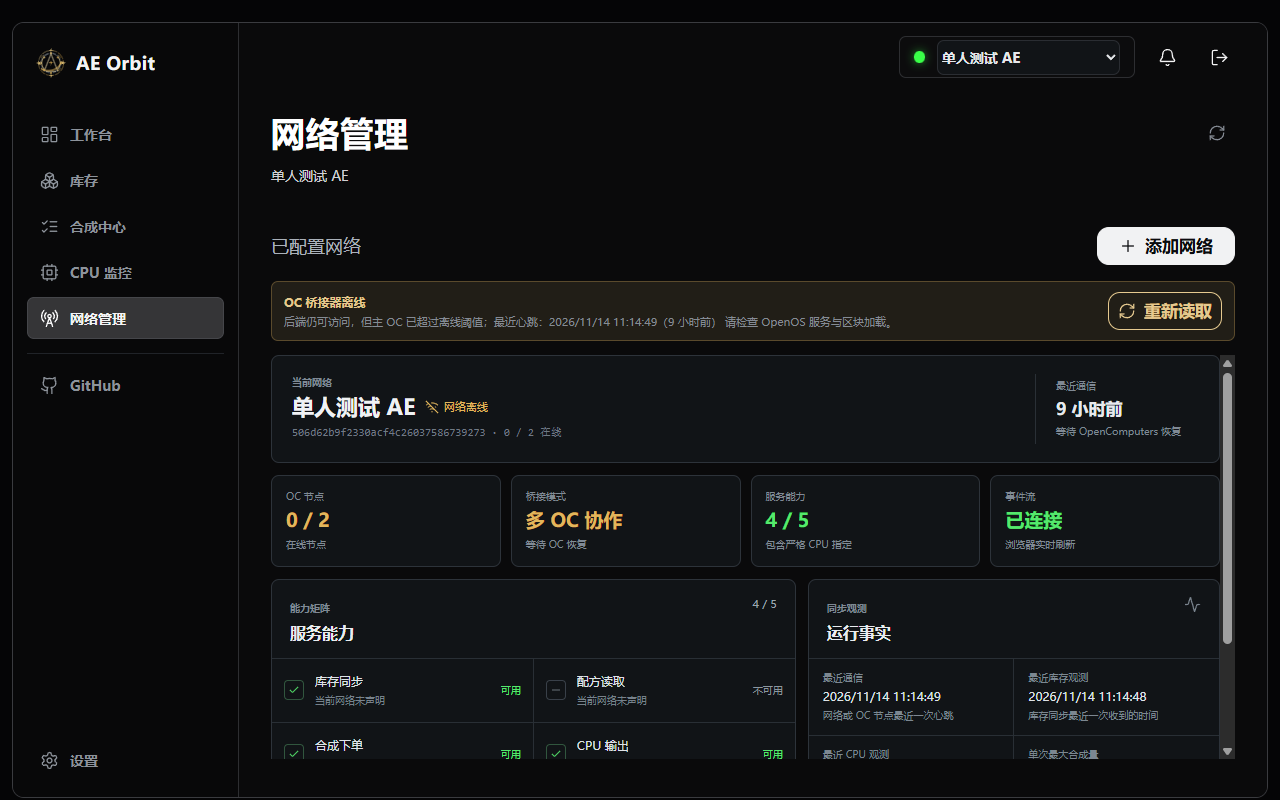 AE Orbit
单人测试 AE
工作台
库存
合成中心
CPU 监控
网络管理
GitHub
设置
网络管理
单人测试 AE
已配置网络
添加网络
OC 桥接器离线
后端仍可访问，但主 OC 已超过离线阈值；最近心跳：2026/11/14 11:14:49（9 小时前） 请检查 OpenOS 服务与区块加载。
重新读取
当前网络
单人测试 AE 网络离线
506d62b9f2330acf4c26037586739273 · 0 / 2 在线
最近通信
9 小时前
等待 OpenComputers 恢复
OC 节点
0 / 2
在线节点
桥接模式
多 OC 协作
等待 OC 恢复
服务能力
4 / 5
包含严格 CPU 指定
事件流
已连接
浏览器实时刷新
能力矩阵
服务能力
4 / 5
库存同步
当前网络未声明
可用
配方读取
当前网络未声明
不可用
合成下单
可用
CPU 输出
可用
同步观测
运行事实
最近通信
2026/11/14 11:14:49
网络或 OC 节点最近一次心跳
最近库存观测
2026/11/14 11:14:48
库存同步最近一次收到的时间
最近 CPU 观测
单次最大合成量